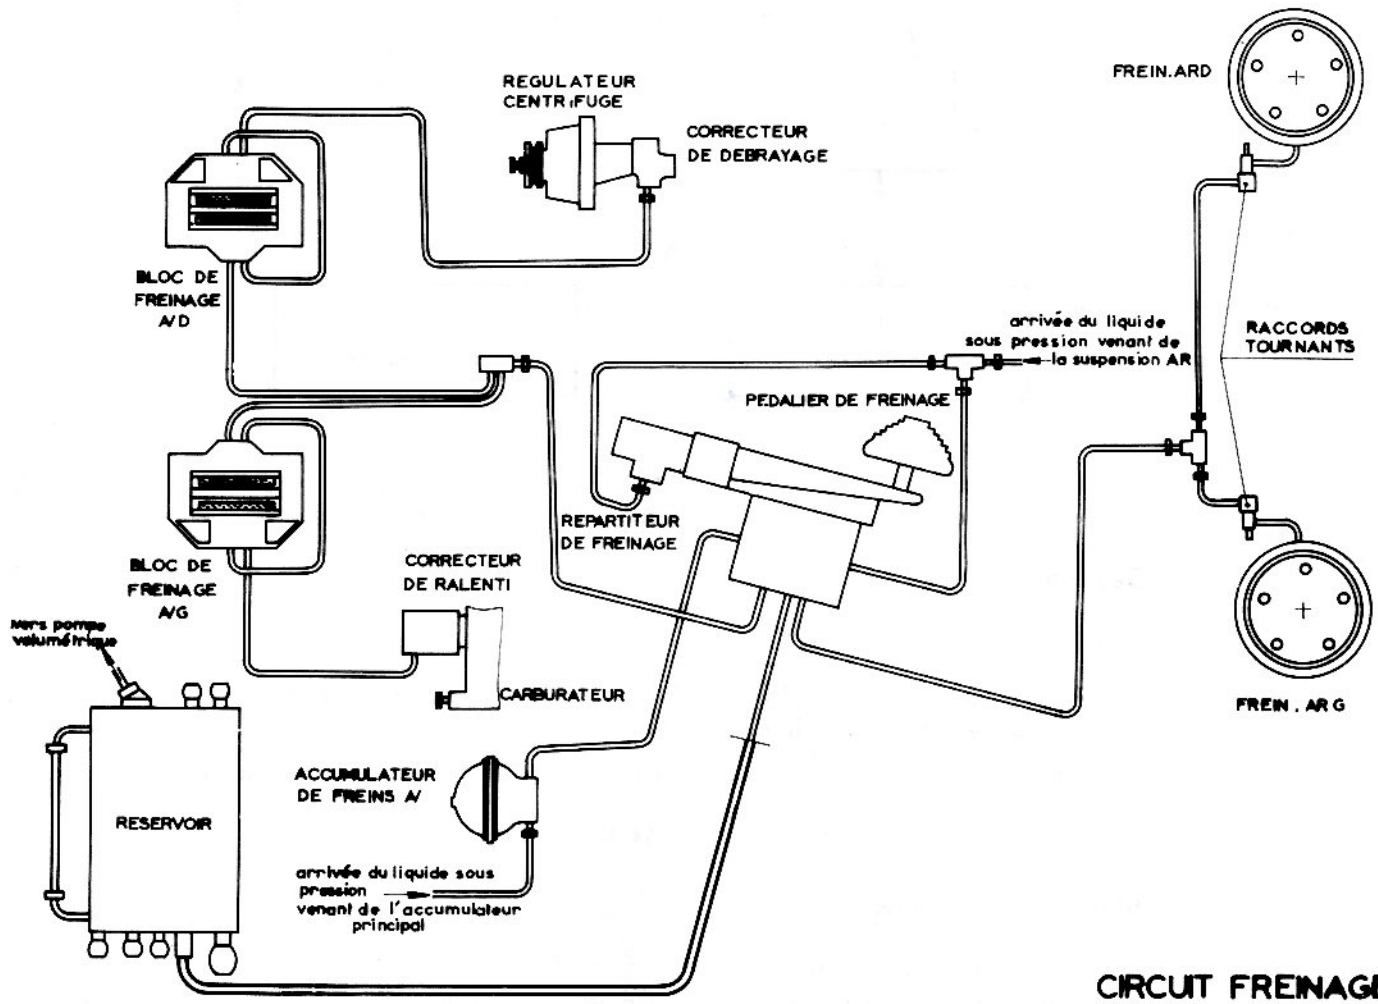 FREIN.ARD
REGULATEUR
CENTRIFUGE
CORRECTEUR
DE DEBRAYAGE
BLOC DE
FREINAGE
A/D
arrivée du liquide
sous pression venant de
la suspension AR
RACCORDS
TOURNANTS
PEDALIER DE FREINAGE
REPARTITEUR
DE FREINAGE
BLOC DE
FREINAGE
A/G
CORRECTEUR
DE RALENTI
vers pompe
volumétrique
CARBURATEUR
FREIN . AR G
ACCUMULATEUR
DE FREINS A/
RESERVOIR
arrivée du liquide sous
pression
venant de l'accumulateur
principal
CIRCUIT FREINAGE